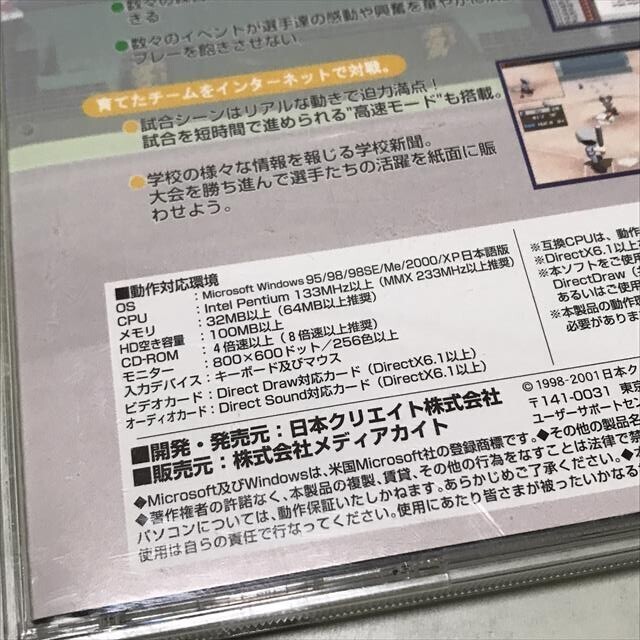 数々の
きる
数々のイベントが選手達の感動や興奮を華やかに
プレーを飽きさせない。
育てたチームをインターネットで対戦。
試合シーンはリアルな動きで迫力満点!
試合を短時間で進められる"高速モード"も搭載。
学校の様々な情報を報じる学校新聞。
大会を勝ち進んで選手たちの活躍を紙面に賑
わせよう。
■動作対応環境
OS : Microsoft Windows 95/98/98SE/Me/2000/XP日本語版
CPU : Intel Pentium 133MHz以上 (MMX 233MHz以上推奨)
メモリ : 32MB以上 (64MB以上推奨)
HD空き容量 : 100MB以上
CD-ROM : 4倍速以上 (8倍速以上推奨)
モニター : 800×600ドット/256色以上
入力デバイス : キーボード及びマウス
ビデオカード : Direct Draw対応カード (DirectX6.1以上)
オーディオカード : Direct Sound対応カード (DirectX6.1以上)
※互換CPUは、動作
※DirectX6.1以上
※本ソフトをご使用
DirectDraw (
あるいはご使用
※本製品の動作
必要がありま
■開発・発売元 : 日本クリエイト株式会社
■販売元 : 株式会社メディアカイト
© 1998-2001日本ク
〒141-0031 東京
ユーザーサポートセン
◆Microsoft及びWindowsは、米国Microsoft社の登録商標です。◆その他の製品名
◆著作権者の許諾なく、本製品の複製、賃貸、その他の行為をなすことは法律で禁
パソコンについては、動作保証いたしかねます。あらかじめご了承ください。◆本
使用は自らの責任で行なってください。使用にあたり皆さまが被ったいかなる